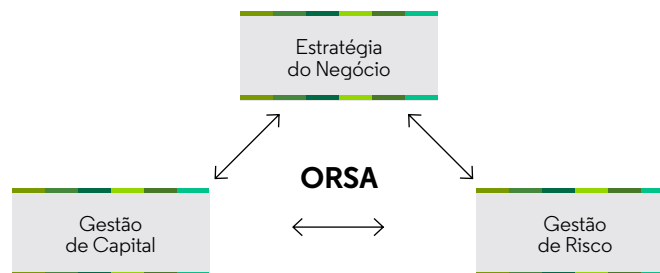 Estratégia
do Negócio
ORSA
Gestão
de Capital
Gestão
de Risco